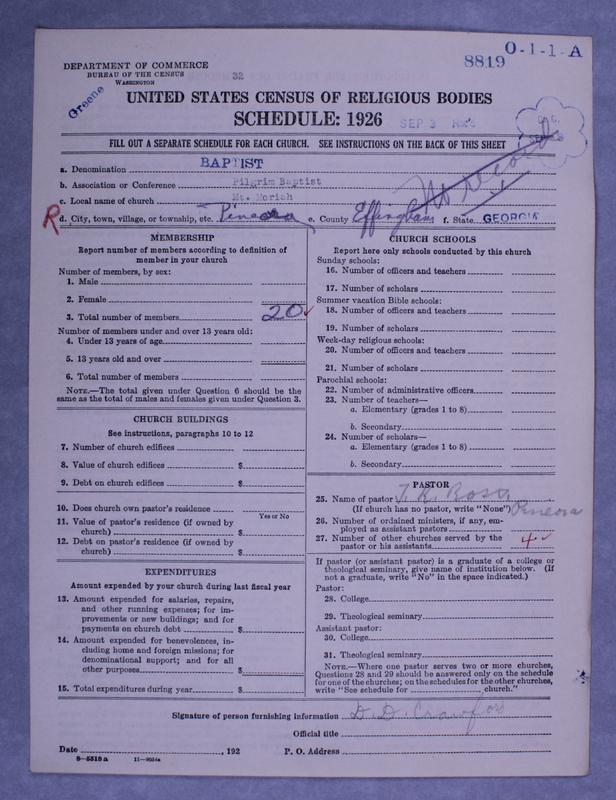 8819 O-1-1-A
DEPARTMENT OF COMMERCE
BUREAU OF THE CENSUS
WASHINGTON
32
Greene
UNITED STATES CENSUS OF RELIGIOUS BODIES
SCHEDULE: 1926
SEP 3
FILL OUT A SEPARATE SCHEDULE FOR EACH CHURCH. SEE INSTRUCTIONS ON THE BACK OF THIS SHEET
a. Denomination BAPTIST
b. Association or Conference Pilgrim Baptist
c. Local name of church Mt. Moriah
No record
R d. City, town, village, or township, etc. Pineora e. County Effingham f. State GEORGIA
MEMBERSHIP
Report number of members according to definition of
member in your church
Number of members, by sex:
1. Male
2. Female
3. Total number of members 20 ✓
Number of members under and over 13 years old:
4. Under 13 years of age
5. 13 years old and over
6. Total number of members
NOTE.—The total given under Question 6 should be the
same as the total of males and females given under Question 3.
CHURCH BUILDINGS
See instructions, paragraphs 10 to 12
7. Number of church edifices
8. Value of church edifices $
9. Debt on church edifices $
10. Does church own pastor's residence
Yes or No
11. Value of pastor's residence (if owned by
church) $
12. Debt on pastor's residence (if owned by
church) $
EXPENDITURES
Amount expended by your church during last fiscal year
13. Amount expended for salaries, repairs,
and other running expenses; for im-
provements or new buildings; and for
payments on church debt $
14. Amount expended for benevolences, in-
cluding home and foreign missions; for
denominational support; and for all
other purposes $
15. Total expenditures during year $
CHURCH SCHOOLS
Report here only schools conducted by this church
Sunday schools:
16. Number of officers and teachers
17. Number of scholars
Summer vacation Bible schools:
18. Number of officers and teachers
19. Number of scholars
Week-day religious schools:
20. Number of officers and teachers
21. Number of scholars
Parochial schools:
22. Number of administrative officers
23. Number of teachers—
a. Elementary (grades 1 to 8)
b. Secondary
24. Number of scholars—
a. Elementary (grades 1 to 8)
b. Secondary
PASTOR
25. Name of pastor J. R. Ross,
(If church has no pastor, write "None") Pineora
26. Number of ordained ministers, if any, em-
ployed as assistant pastors
27. Number of other churches served by the
pastor or his assistants 4 ✓
If pastor (or assistant pastor) is a graduate of a college or
theological seminary, give name of institution below. (If
not a graduate, write "No" in the space indicated.)
Pastor:
28. College
29. Theological seminary
Assistant pastor:
30. College
31. Theological seminary
NOTE.—Where one pastor serves two or more churches,
Questions 28 and 29 should be answered only on the schedule
for one of the churches; on the schedules for the other churches,
write "See schedule for church."
Signature of person furnishing information D. D. Crawford
Official title
Date , 192 P. O. Address
8—5518a 11—9554a